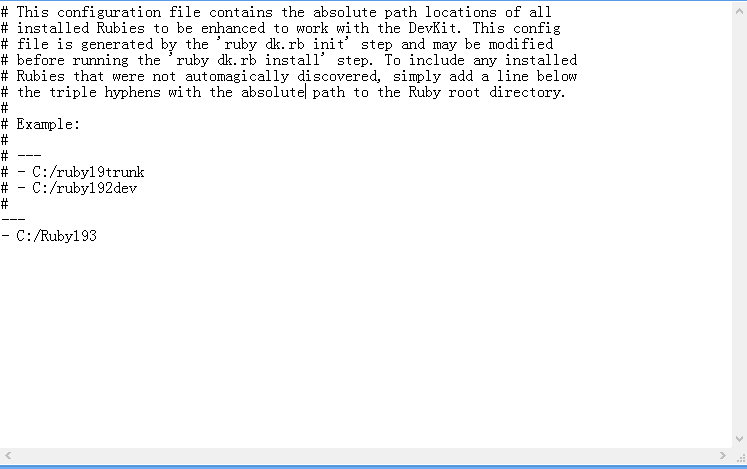 # This configuration file contains the absolute path locations of all
# installed Rubies to be enhanced to work with the DevKit. This config
# file is generated by the 'ruby dk.rb init' step and may be modified
# before running the 'ruby dk.rb install' step. To include any installed
# Rubies that were not automagically discovered, simply add a line below
# the triple hyphens with the absolute path to the Ruby root directory.
#
# Example:
#
# ---
# - C:/ruby19trunk
# - C:/ruby192dev
#
---
- C:/Ruby193